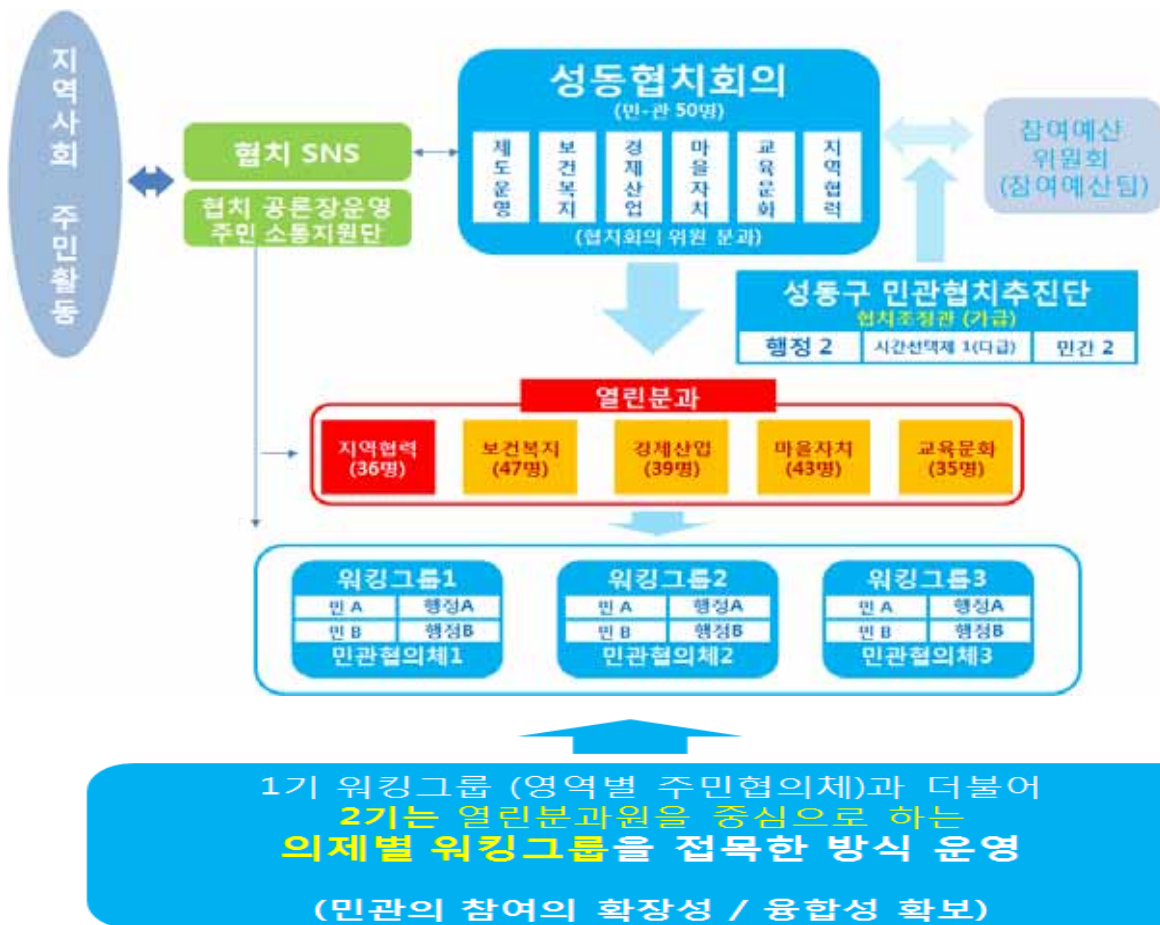 지역사회 주민활동
성동협치회의
(민-관 50명)
제도운영
보건복지
경제산업
마을자치
교육문화
지역협력
(협치회의 위원 분과)
협치 SNS
협치 공론장운영
주민 소통지원단
참여예산
위원회
(참여예산팀)
성동구 민관협치추진단
협치조정관 (가급)
행정 2
시간선택제 1(다급)
민간 2
열린분과
지역협력
(36명)
보건복지
(47명)
경제산업
(39명)
마을자치
(43명)
교육문화
(35명)
워킹그룹1
민 A
행정A
민 B
행정B
민관협의체1
워킹그룹2
민 A
행정A
민 B
행정B
민관협의체2
워킹그룹3
민 A
행정A
민 B
행정B
민관협의체3
1기 워킹그룹 (영역별 주민협의체)과 더불어
2기는 열린분과원을 중심으로 하는
의제별 워킹그룹을 접목한 방식 운영
(민관의 참여의 확장성 / 융합성 확보)